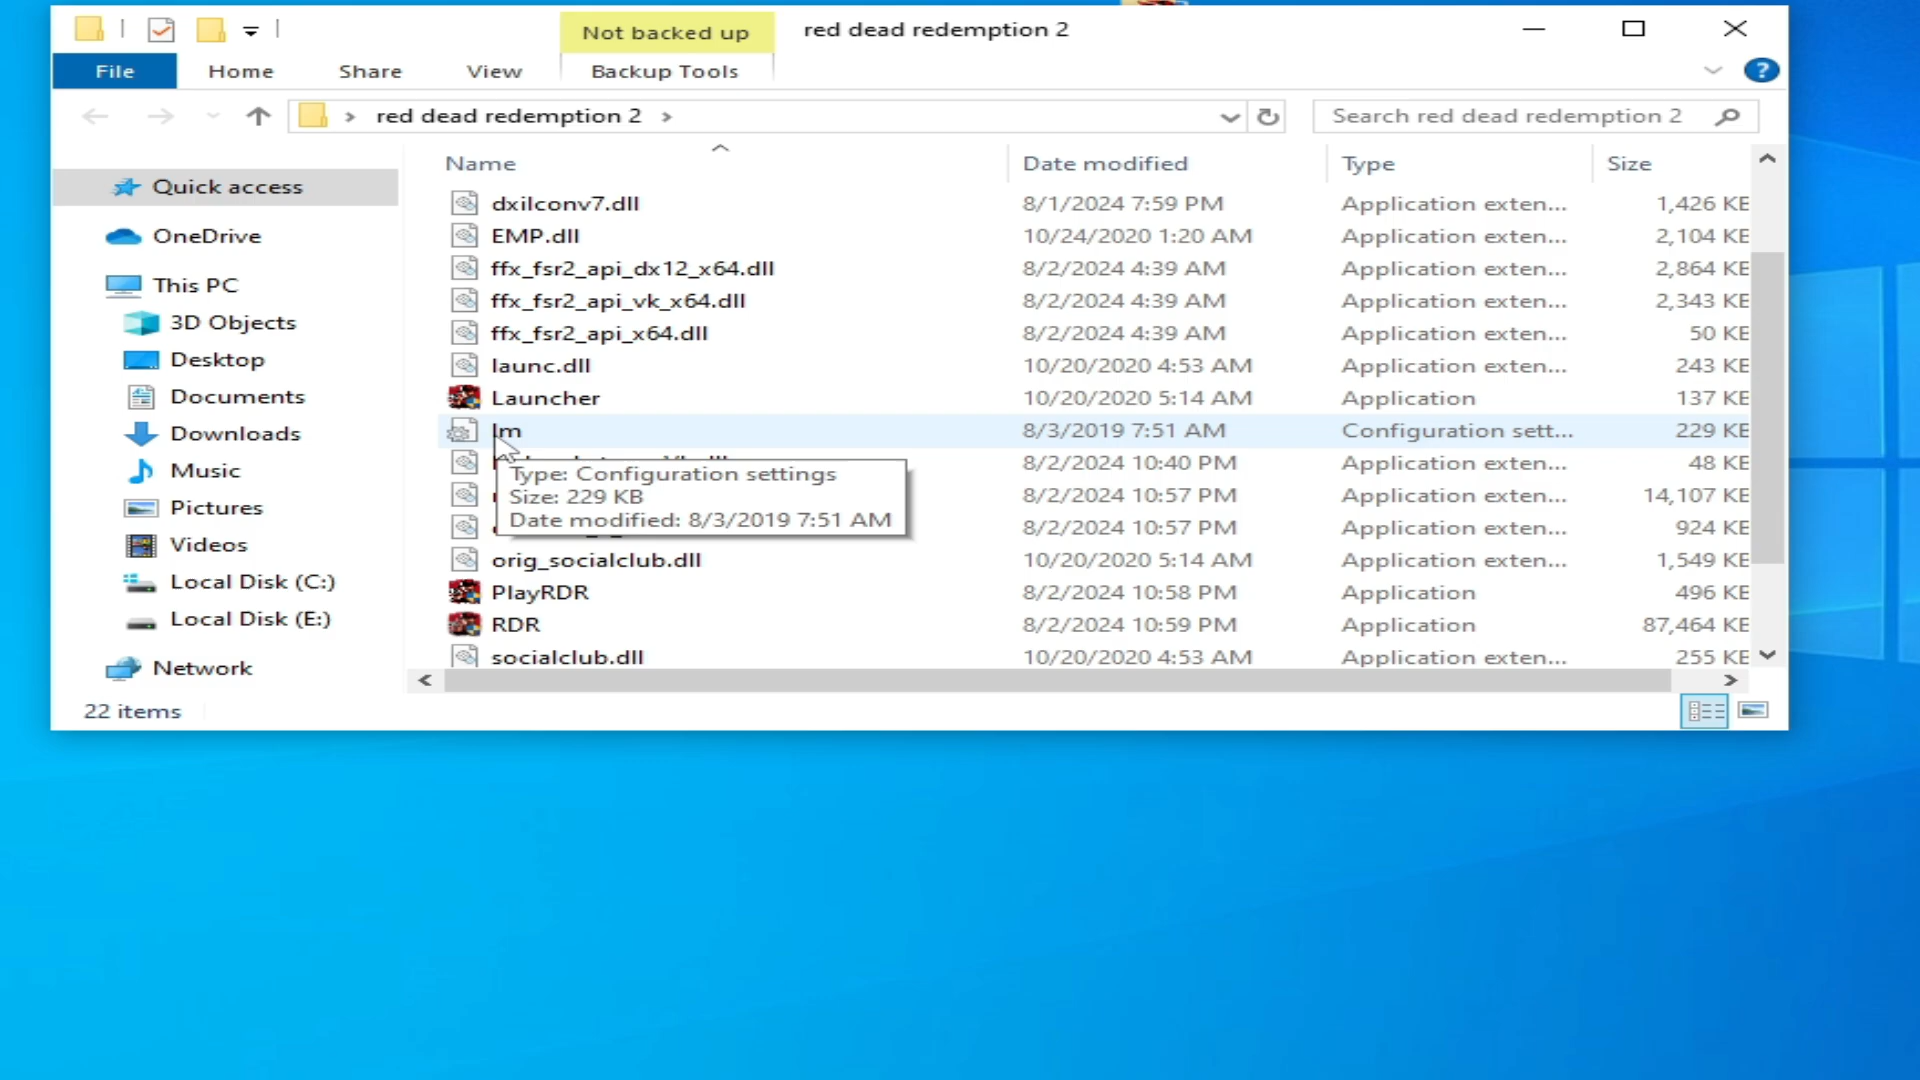 Not backed up
red dead redemption 2
File Home Share View Backup Tools
red dead redemption 2
Search red dead redemption 2
Name Date modified Type Size
Quick access
OneDrive
This PC
3D Objects
Desktop
Documents
Downloads
Music
Pictures
Videos
Local Disk (C:)
Local Disk (E:)
Network
dxilconv7.dll 8/1/2024 7:59 PM Application exten... 1,426 KB
EMP.dll 10/24/2020 1:20 AM Application exten... 2,104 KB
ffx_fsr2_api_dx12_x64.dll 8/2/2024 4:39 AM Application exten... 2,864 KB
ffx_fsr2_api_vk_x64.dll 8/2/2024 4:39 AM Application exten... 2,343 KB
ffx_fsr2_api_x64.dll 8/2/2024 4:39 AM Application exten... 50 KB
launc.dll 10/20/2020 4:53 AM Application exten... 243 KB
Launcher 10/20/2020 5:14 AM Application 137 KB
lm 8/3/2019 7:51 AM Configuration sett... 229 KB
8/2/2024 10:40 PM Application exten... 48 KB
8/2/2024 10:57 PM Application exten... 14,107 KB
8/2/2024 10:57 PM Application exten... 924 KB
Type: Configuration settings
Size: 229 KB
Date modified: 8/3/2019 7:51 AM
orig_socialclub.dll 10/20/2020 5:14 AM Application exten... 1,549 KB
PlayRDR 8/2/2024 10:58 PM Application 496 KB
RDR 8/2/2024 10:59 PM Application 87,464 KB
socialclub.dll 10/20/2020 4:53 AM Application exten... 255 KB
22 items